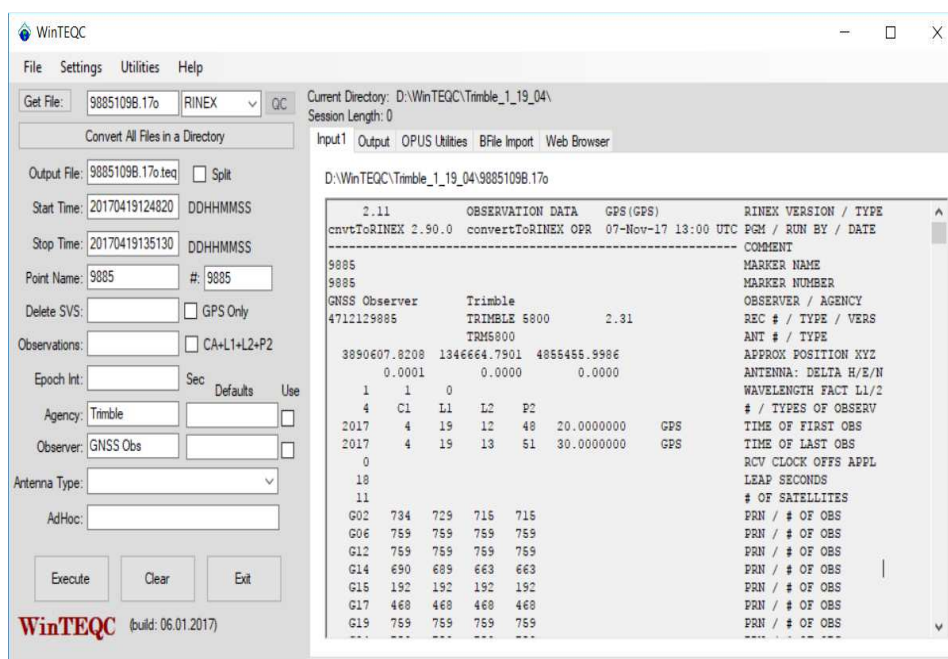 WinTEQC
File Settings Utilities Help
Get File: 9885109B.17o RINEX QC
Convert All Files in a Directory
Output File: 9885109B.17o.teq Split
Start Time: 20170419124820 DDHHMMSS
Stop Time: 20170419135130 DDHHMMSS
Point Name: 9885 #: 9885
Delete SVS: GPS Only
Observations: CA+L1+L2+P2
Epoch Int: Sec Defaults Use
Agency: Trimble
Observer: GNSS Obs
Antenna Type:
AdHoc:
Execute Clear Exit
WinTEQC (build: 06.01.2017)
Current Directory: D:\WinTEQC\Trimble_1_19_04\
Session Length: 0
Input1 Output OPUS Utilities BFile Import Web Browser
D:\WinTEQC\Trimble_1_19_04\9885109B.17o
2.11 OBSERVATION DATA GPS(GPS) RINEX VERSION / TYPE
cnvtToRINEX 2.90.0 convertToRINEX OPR 07-Nov-17 13:00 UTC PGM / RUN BY / DATE
------------------------------------------------------------ COMMENT
9885 MARKER NAME
9885 MARKER NUMBER
GNSS Observer Trimble OBSERVER / AGENCY
4712129885 TRIMBLE 5800 2.31 REC # / TYPE / VERS
TRM5800 ANT # / TYPE
3890607.8208 1346664.7901 4855455.9986 APPROX POSITION XYZ
0.0001 0.0000 0.0000 ANTENNA: DELTA H/E/N
1 1 0 WAVELENGTH FACT L1/2
4 C1 L1 L2 P2 # / TYPES OF OBSERV
2017 4 19 12 48 20.0000000 GPS TIME OF FIRST OBS
2017 4 19 13 51 30.0000000 GPS TIME OF LAST OBS
0 RCV CLOCK OFFS APPL
18 LEAP SECONDS
11 # OF SATELLITES
G02 734 729 715 715 PRN / # OF OBS
G06 759 759 759 759 PRN / # OF OBS
G12 759 759 759 759 PRN / # OF OBS
G14 690 689 663 663 PRN / # OF OBS
G15 192 192 192 192 PRN / # OF OBS
G17 468 468 468 468 PRN / # OF OBS
G19 759 759 759 759 PRN / # OF OBS